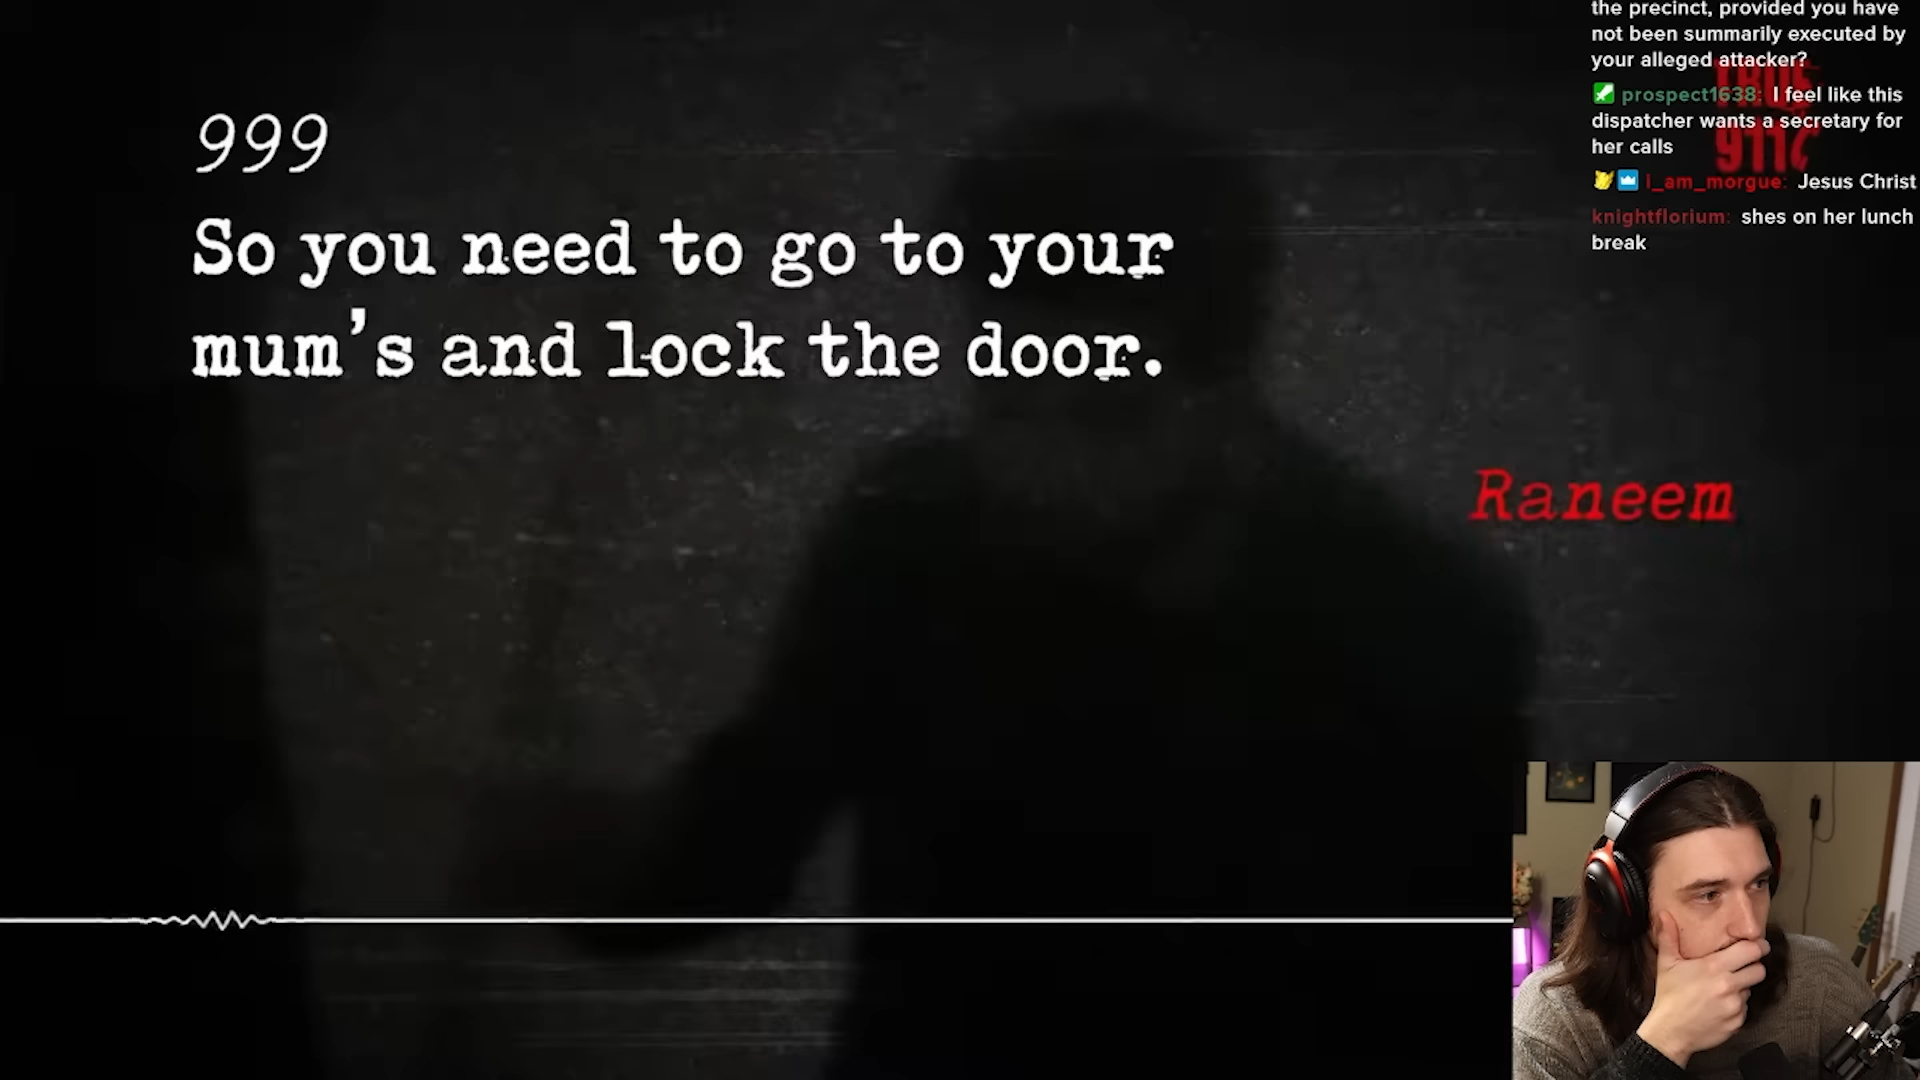 999
So you need to go to your
mum's and lock the door.
Raneem
the precinct, provided you have
not been summarily executed by
your alleged attacker?
prospect1638: I feel like this
dispatcher wants a secretary for
her calls
i_am_morgue: Jesus Christ
knightflorium: shes on her lunch
break